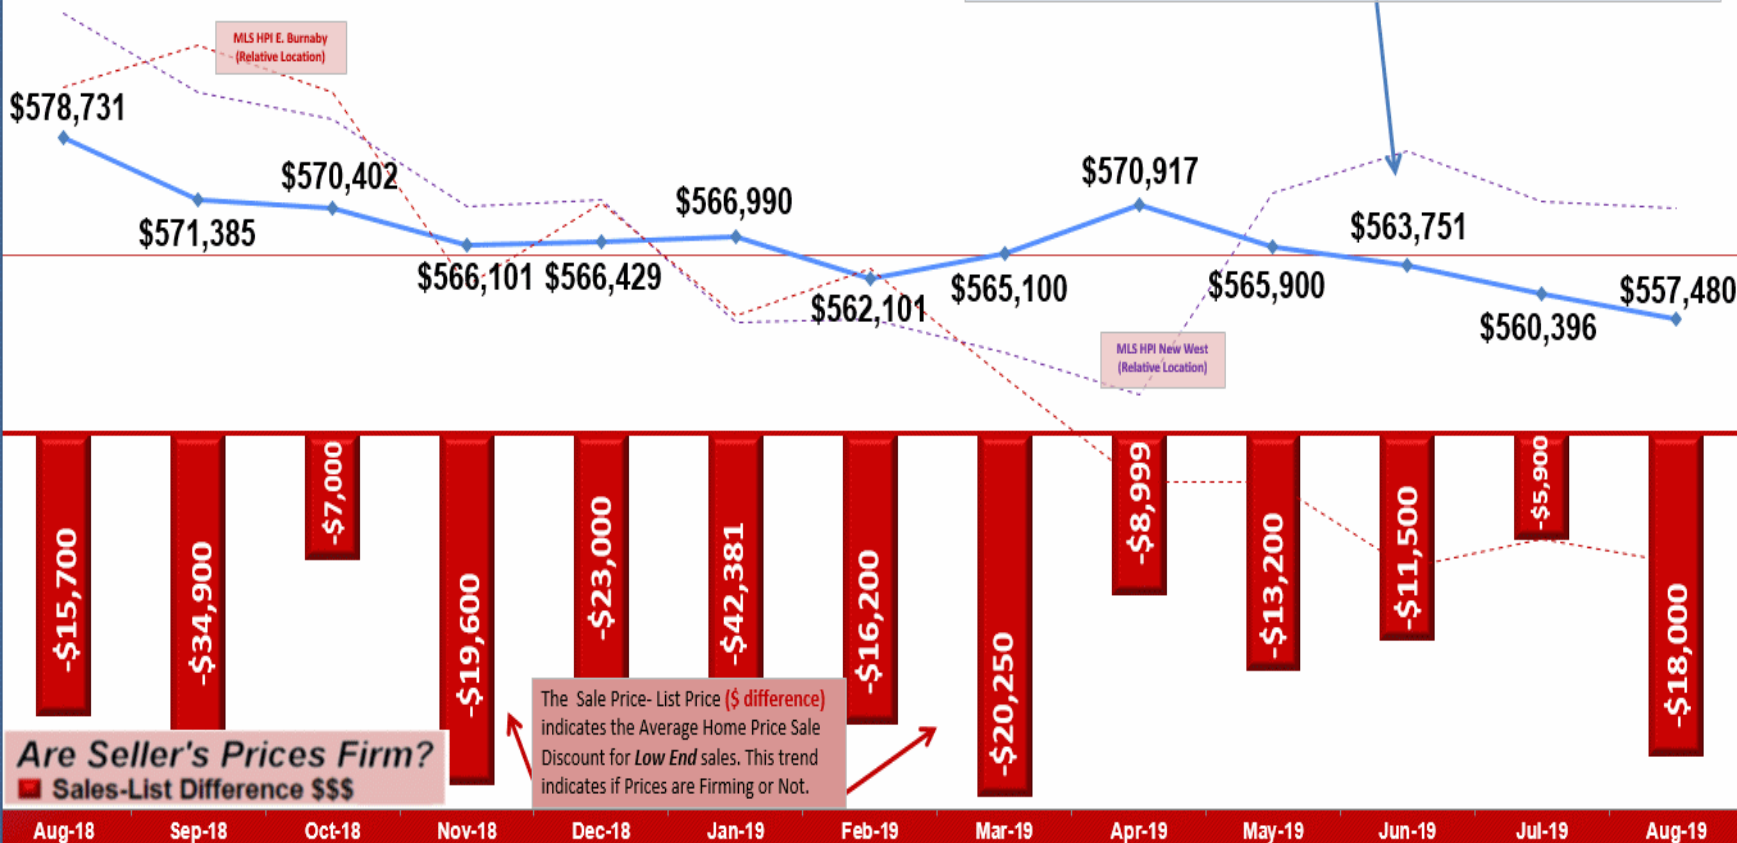 MLS HPI E. Burnaby
(Relative Location)
$578,731
$571,385
$570,402
$566,101
$566,429
$566,990
$562,101
$565,100
$570,917
$565,900
$563,751
$560,396
$557,480
MLS HPI New West
(Relative Location)
-$15,700
-$34,900
-$7,000
-$19,600
-$23,000
-$42,381
-$16,200
-$20,250
-$8,999
-$13,200
-$11,500
-$5,900
-$18,000
The Sale Price- List Price ($ difference)
indicates the Average Home Price Sale
Discount for Low End sales. This trend
indicates if Prices are Firming or Not.
Are Seller's Prices Firm?
Sales-List Difference $$$
Aug-18 Sep-18 Oct-18 Nov-18 Dec-18 Jan-19 Feb-19 Mar-19 Apr-19 May-19 Jun-19 Jul-19 Aug-19